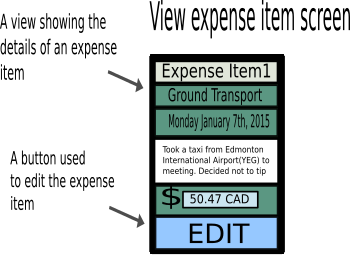 View expense item screen
A view showing the
details of an expense
item
Expense Item1
Ground Transport
Monday January 7th, 2015
Took a taxi from Edmonton
International Airport(YEG) to
meeting. Decided not to tip
A button used
to edit the expense
item
$ 50.47 CAD
EDIT